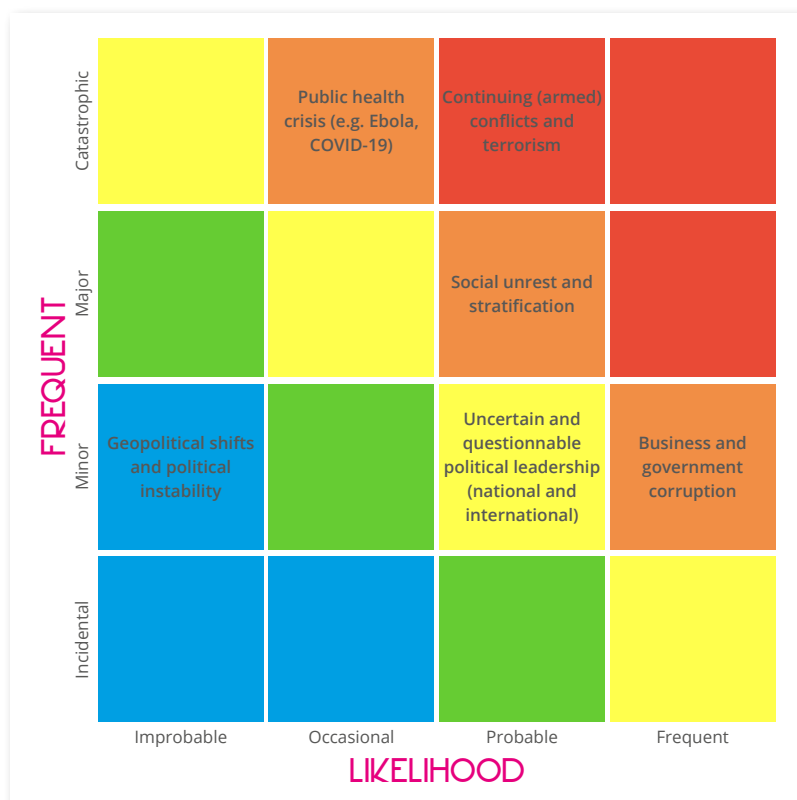 Catastrophic
Public health
crisis (e.g. Ebola,
COVID-19)
Continuing (armed)
conflicts and
terrorism
Major
Social unrest and
stratification
FREQUENT
Minor
Geopolitical shifts
and political
instability
Uncertain and
questionnable
political leadership
(national and
international)
Business and
government
corruption
Incidental
Improbable
Occasional
Probable
Frequent
LIKELIHOOD